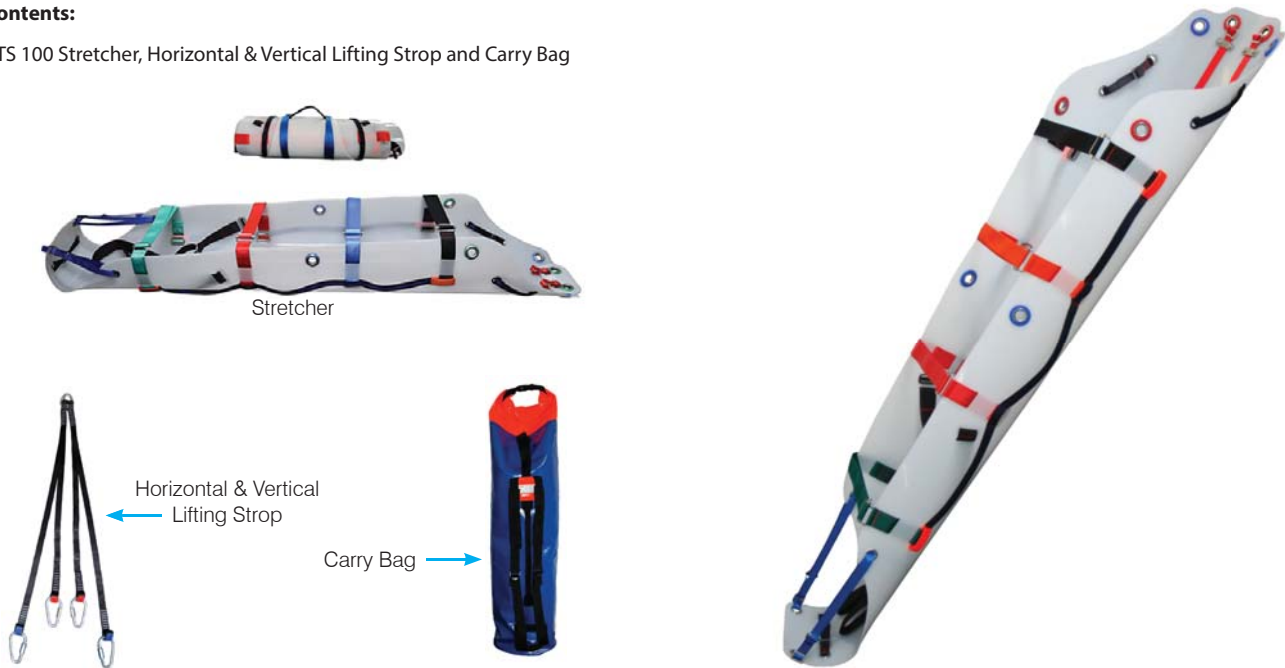 ontents:
TS 100 Stretcher, Horizontal & Vertical Lifting Strop and Carry Bag
Stretcher
Horizontal & Vertical
Lifting Strop
Carry Bag